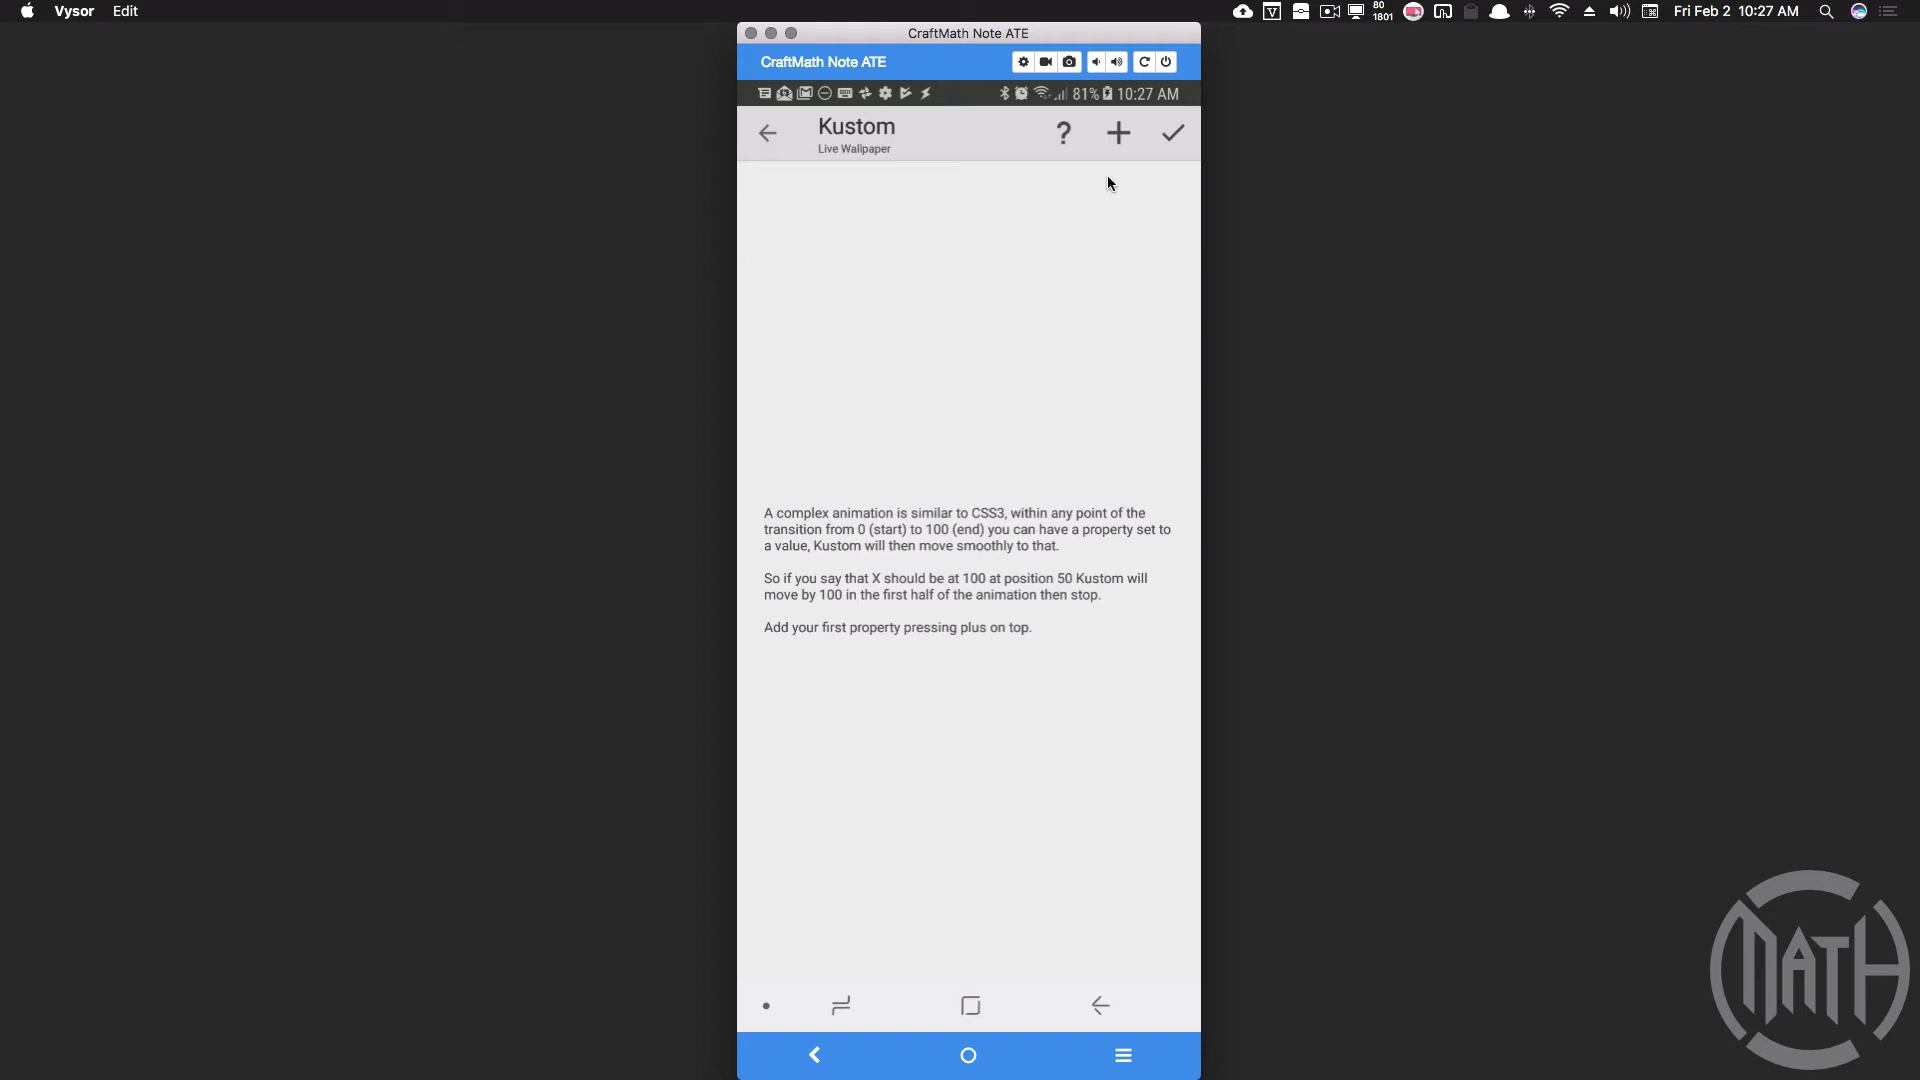 Vysor Edit
80
1801
Fri Feb 2 10:27 AM
CraftMath Note ATE
CraftMath Note ATE
81% 10:27 AM
Kustom
Live Wallpaper
?
A complex animation is similar to CSS3, within any point of the
transition from 0 (start) to 100 (end) you can have a property set to
a value, Kustom will then move smoothly to that.
So if you say that X should be at 100 at position 50 Kustom will
move by 100 in the first half of the animation then stop.
Add your first property pressing plus on top.
MATH